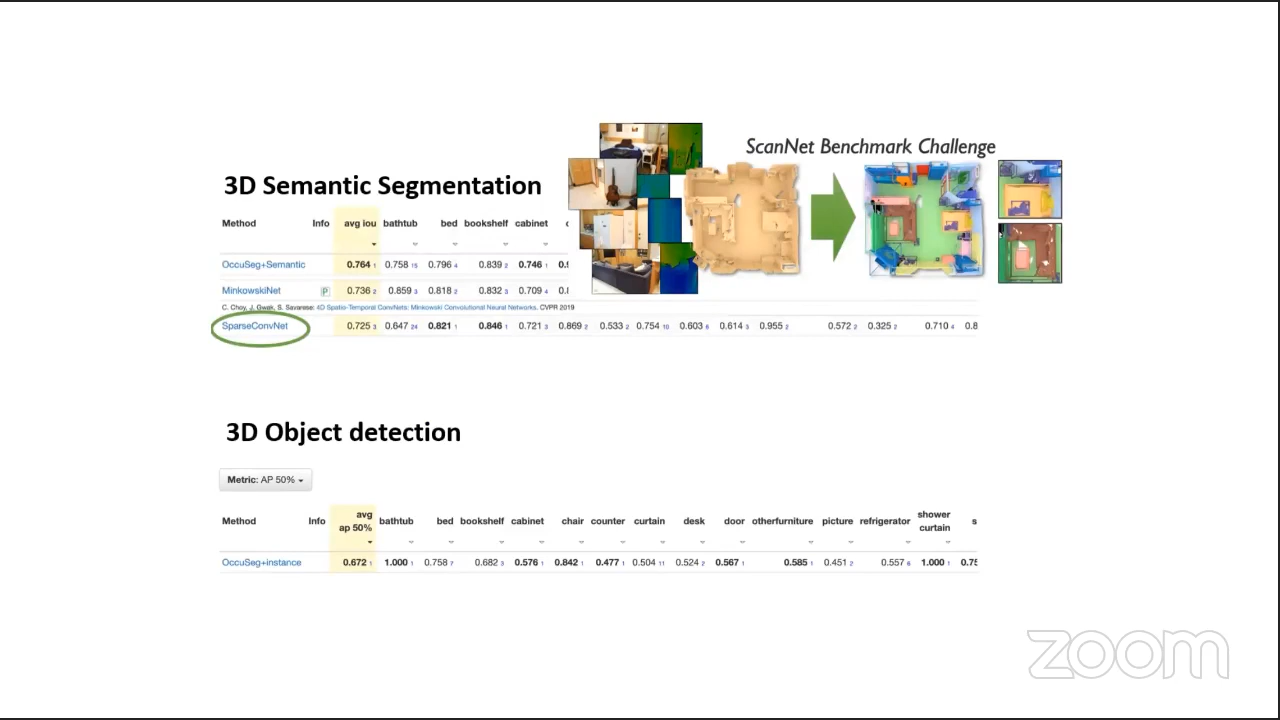 ScanNet Benchmark Challenge
3D Semantic Segmentation
Method Info avg iou bathtub bed bookshelf cabinet
OccuSeg+Semantic 0.764 1 0.758 15 0.796 4 0.839 2 0.746 1
MinkowskiNet P 0.736 2 0.859 3 0.818 2 0.832 3 0.709 4
C. Choy, J. Gwak, S. Savarese: 4D Spatio-Temporal ConvNets: Minkowski Convolutional Neural Networks. CVPR 2019
SparseConvNet 0.725 3 0.647 24 0.821 1 0.846 1 0.721 3 0.869 2 0.533 2 0.754 10 0.603 6 0.614 3 0.955 2 0.572 2 0.325 2 0.710 4 0.8
3D Object detection
Metric: AP 50%
Method Info avg ap 50% bathtub bed bookshelf cabinet chair counter curtain desk door otherfurniture picture refrigerator shower curtain s
OccuSeg+instance 0.672 1 1.000 1 0.758 7 0.682 3 0.576 1 0.842 1 0.477 1 0.504 11 0.524 2 0.567 1 0.585 1 0.451 2 0.557 6 1.000 1 0.75
zoom